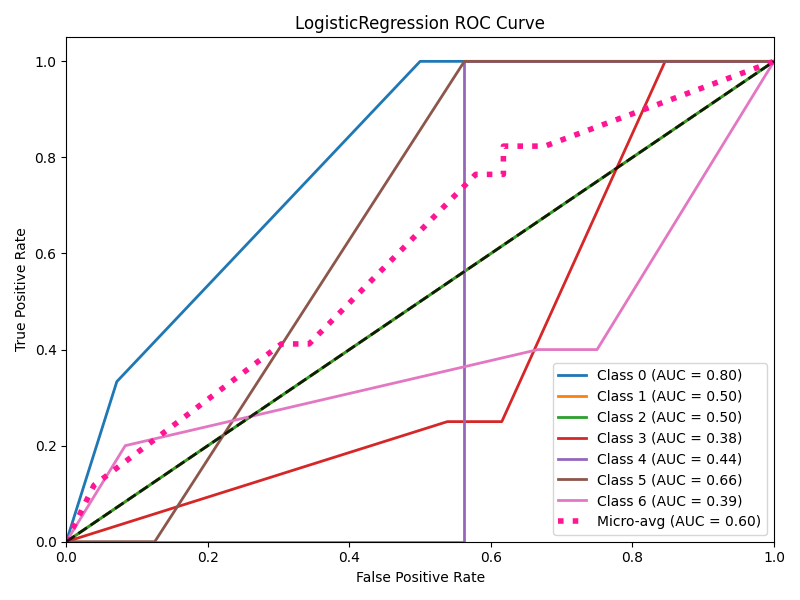 LogisticRegression ROC Curve
True Positive Rate
1.0
0.8
0.6
0.4
0.2
0.0
Class 0 (AUC = 0.80)
Class 1 (AUC = 0.50)
Class 2 (AUC = 0.50)
Class 3 (AUC = 0.38)
Class 4 (AUC = 0.44)
Class 5 (AUC = 0.66)
Class 6 (AUC = 0.39)
Micro-avg (AUC = 0.60)
0.0 0.2 0.4 0.6 0.8 1.0
False Positive Rate